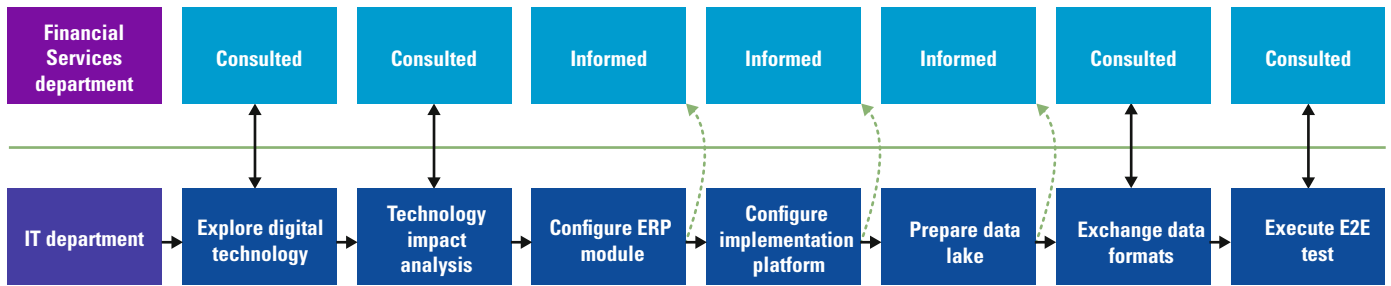 Financial
Services
department
Consulted
Consulted
Informed
Informed
Informed
Consulted
Consulted
IT department
Explore digital
technology
Technology
impact
analysis
Configure ERP
module
Configure
implementation
platform
Prepare data
lake
Exchange data
formats
Execute E2E
test